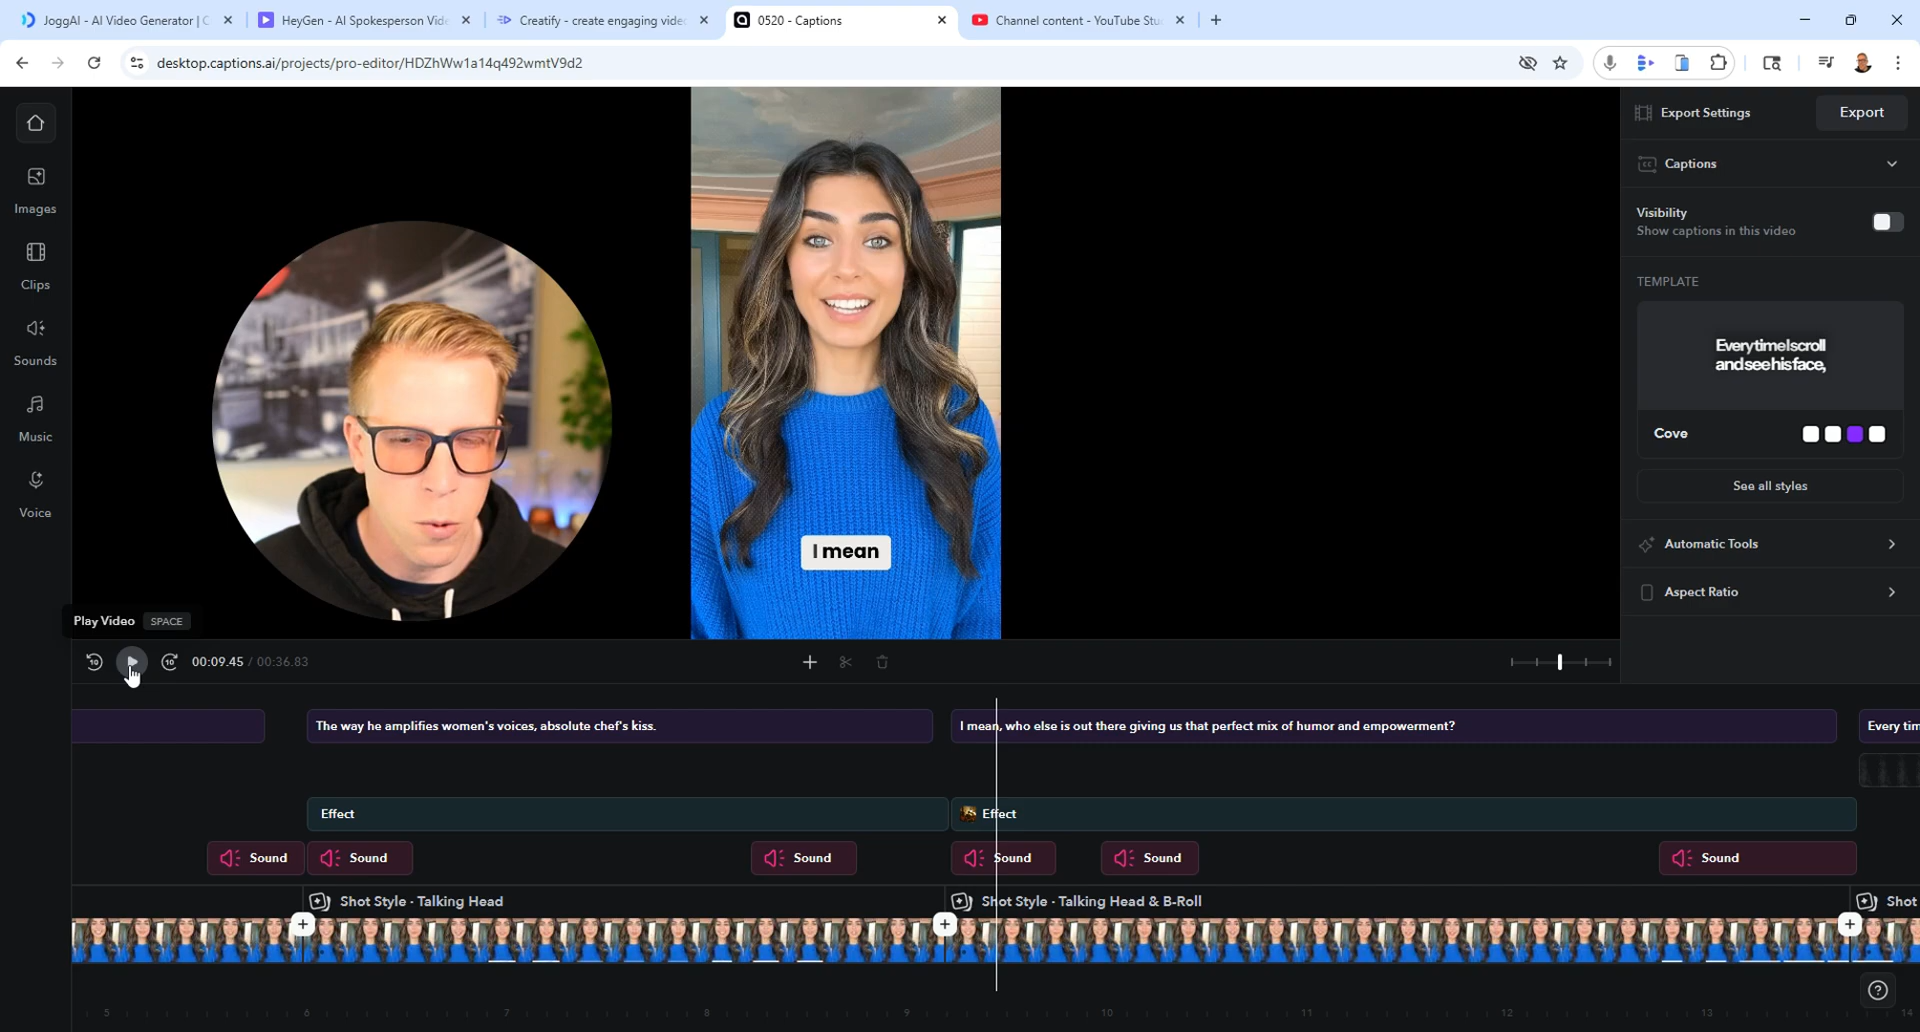 JoggAI - AI Video Generator | C
HeyGen - AI Spokesperson Vide
Creatify - create engaging vide
0520 - Captions
Channel content - YouTube Stu
desktop.captions.ai/projects/pro-editor/HDZhWw1a14q492wmtV9d2
Images
Clips
Sounds
Music
Voice
I mean
Export Settings
Export
Captions
Visibility
Show captions in this video
TEMPLATE
EverytimeIscroll
andseehisface,
Cove
See all styles
Automatic Tools
Aspect Ratio
Play Video SPACE
10
10
00:09.45 / 00:36.83
The way he amplifies women's voices, absolute chef's kiss.
I mean, who else is out there giving us that perfect mix of humor and empowerment?
Every tim
Effect
Effect
Sound
Sound
Sound
Sound
Sound
Sound
Shot Style - Talking Head
Shot Style - Talking Head & B-Roll
Shot
5 6 7 8 9 10 11 12 13 14